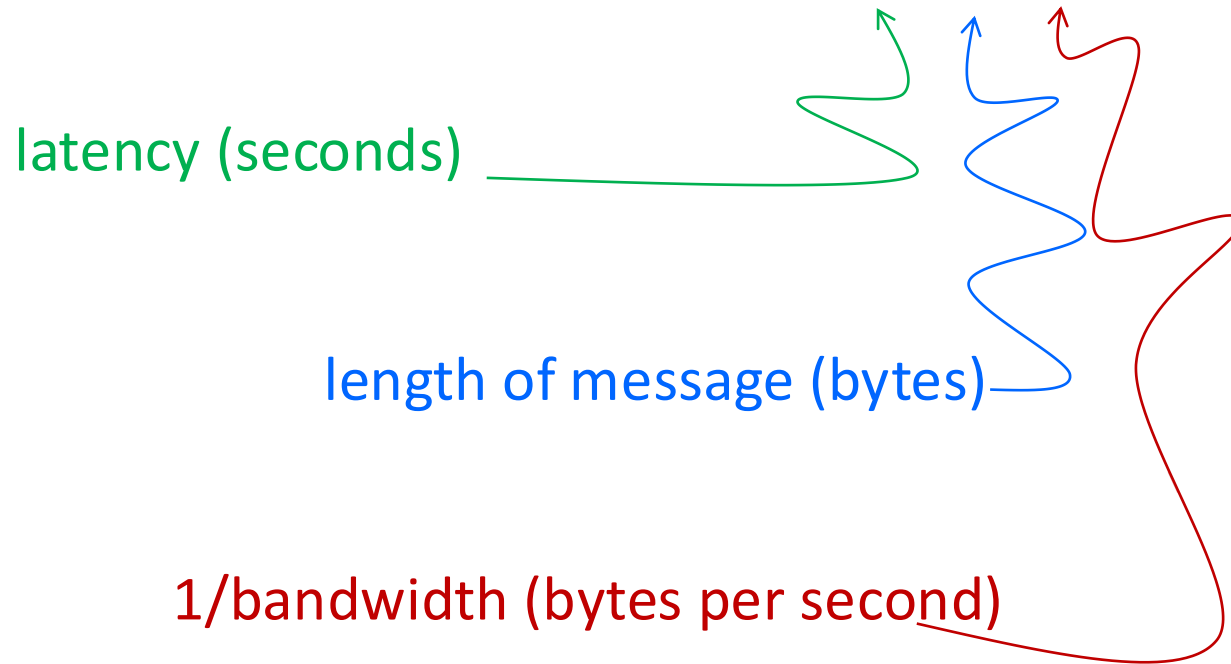 latency (seconds)
length of message (bytes)
1/bandwidth (bytes per second)